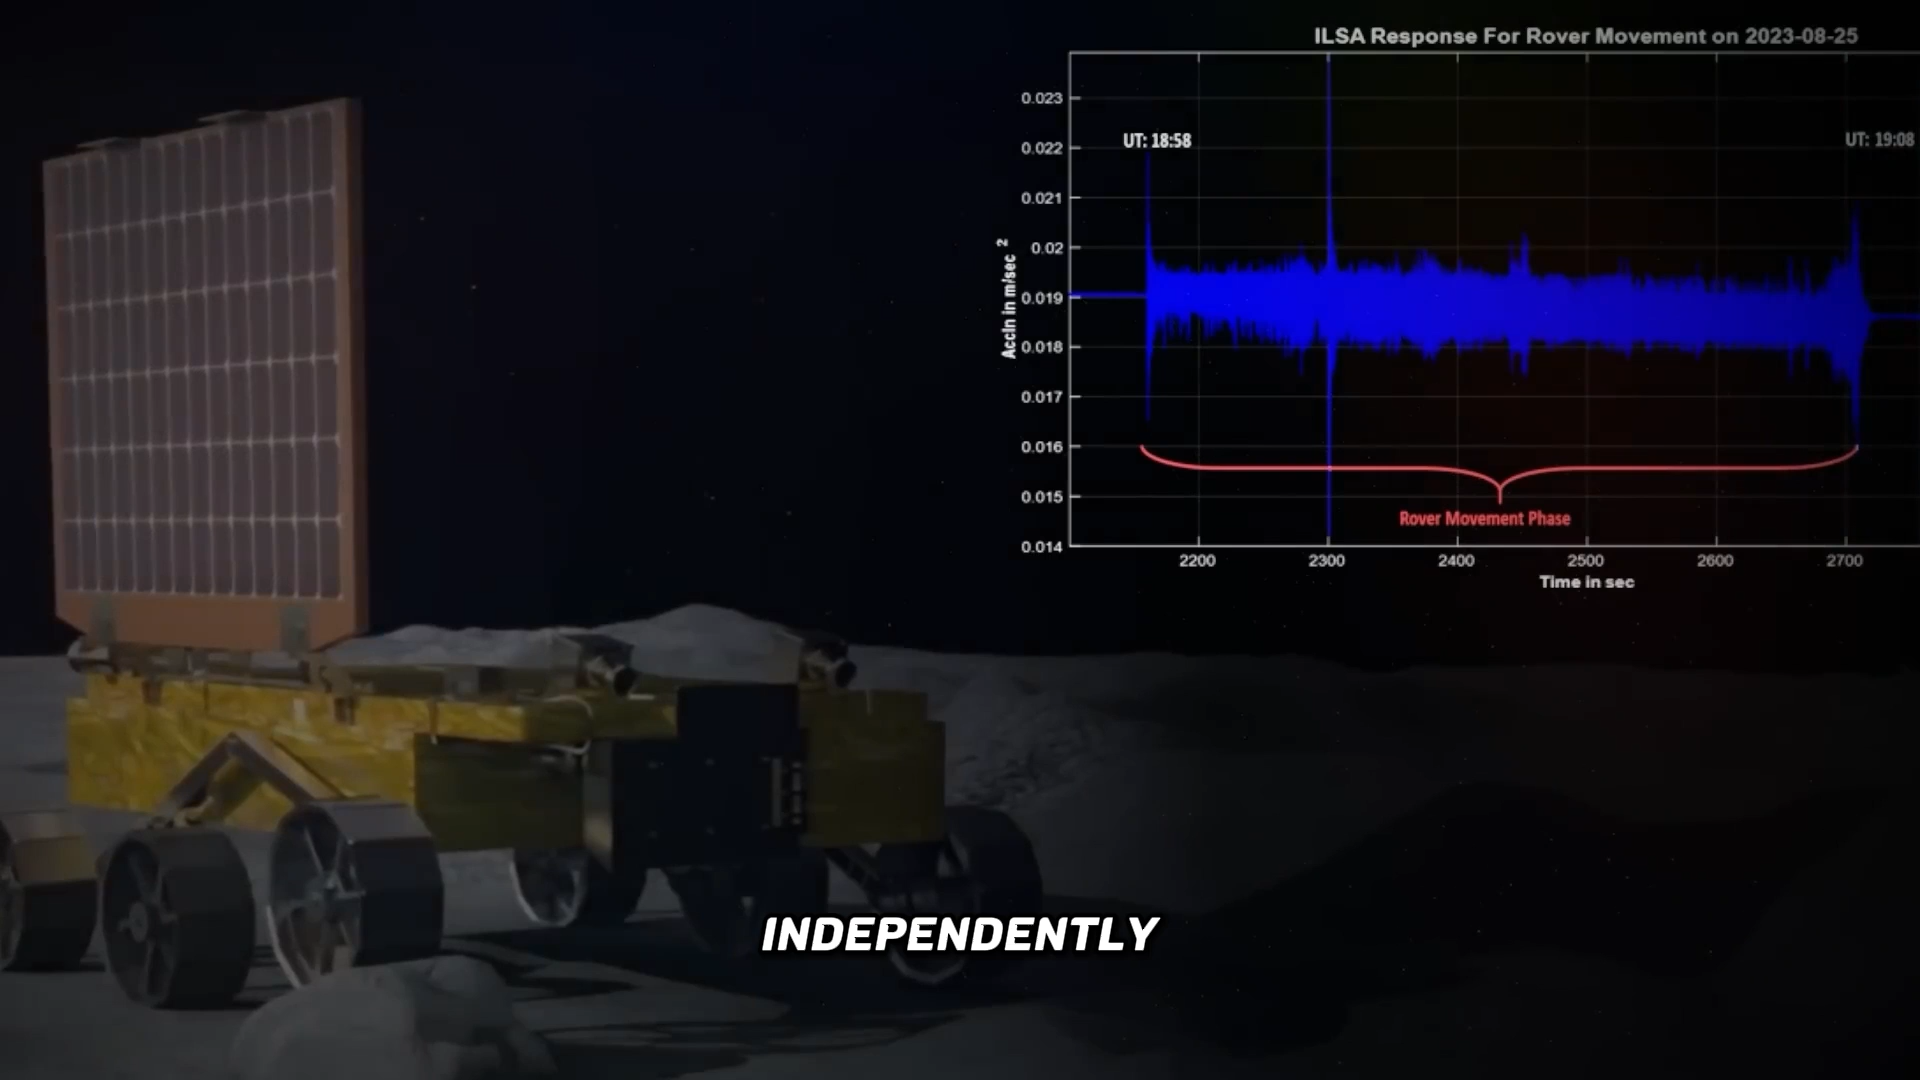 ILSA Response For Rover Movement on 2023-08-25
0.023
UT: 18:58
UT: 19:08
0.022
0.021
0.02
0.019
0.018
0.017
0.016
0.015
0.014
Accln in m/sec 2
Rover Movement Phase
2200 2300 2400 2500 2600 2700
Time in sec
INDEPENDENTLY